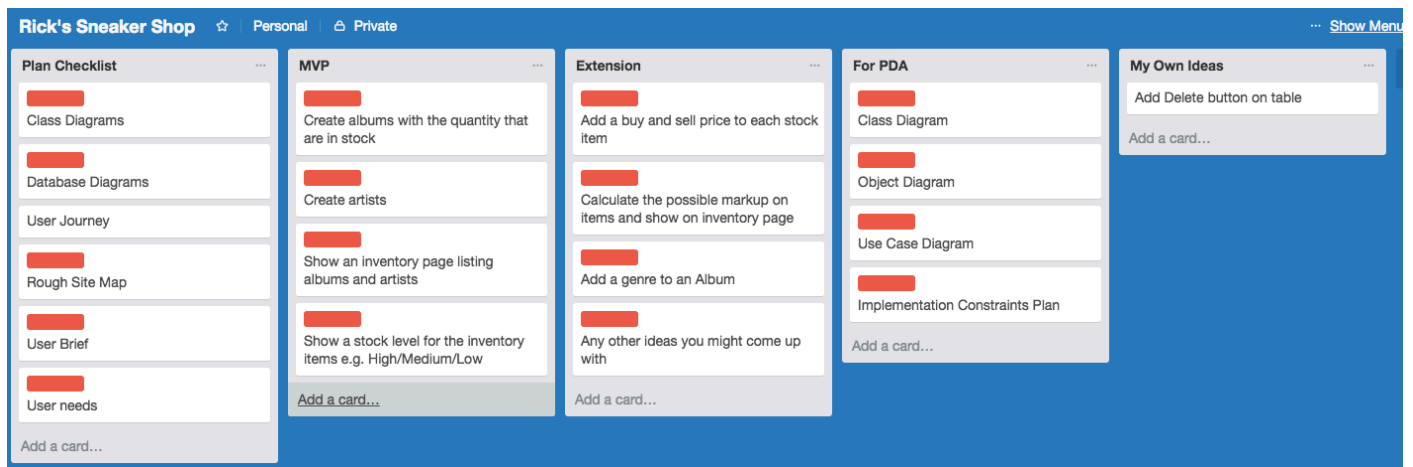 Rick's Sneaker Shop
Personal
Private
... Show Menu
Plan Checklist
Class Diagrams
Database Diagrams
User Journey
Rough Site Map
User Brief
User needs
Add a card...
MVP
Create albums with the quantity that
are in stock
Create artists
Show an inventory page listing
albums and artists
Show a stock level for the inventory
items e.g. High/Medium/Low
Add a card...
Extension
Add a buy and sell price to each stock
item
Calculate the possible markup on
items and show on inventory page
Add a genre to an Album
Any other ideas you might come up
with
Add a card...
For PDA
Class Diagram
Object Diagram
Use Case Diagram
Implementation Constraints Plan
Add a card...
My Own Ideas
Add Delete button on table
Add a card...